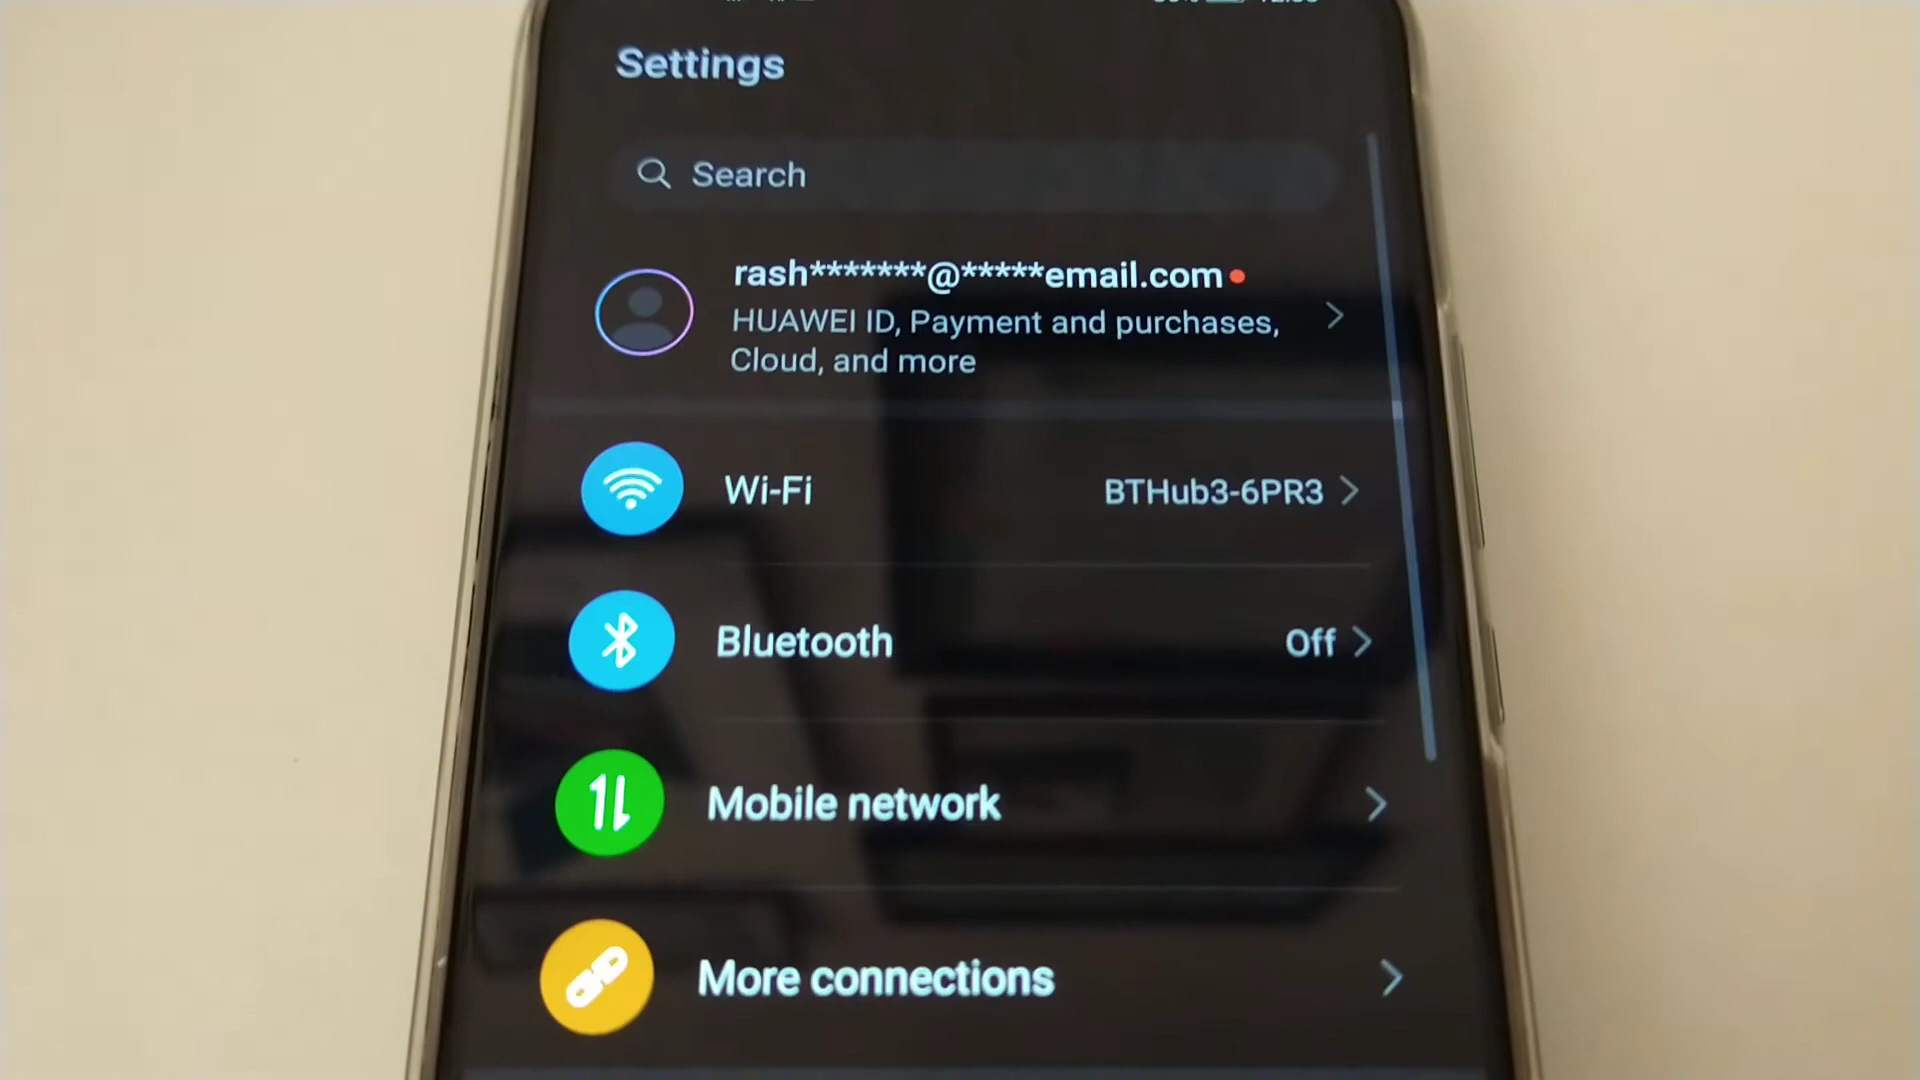 Settings
Search
rash*******@*****email.com
HUAWEI ID, Payment and purchases,
Cloud, and more
Wi-Fi BTHub3-6PR3
Bluetooth Off
Mobile network
More connections